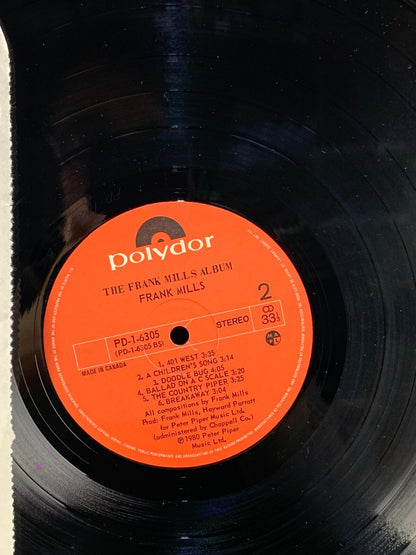 polydor
THE FRANK MILLS ALBUM
FRANK MILLS
2
PD-1-6305
(PD-1-6305 BS)
STEREO
33⅓
MADE IN CANADA
1. 401 WEST 3:35
2. A CHILDREN'S SONG 3:14
3. DOODLE BUG 4:05
4. BALLAD ON A C SCALE 3:20
5. THE COUNTRY PIPER 3:25
6. BREAKAWAY 3:04
All compositions by Frank Mills
Prod: Frank Mills, Hayward Parrott
for Peter Piper Music Ltd.
(administered by Chappell Co.)
℗1980 Peter Piper
Music Ltd.